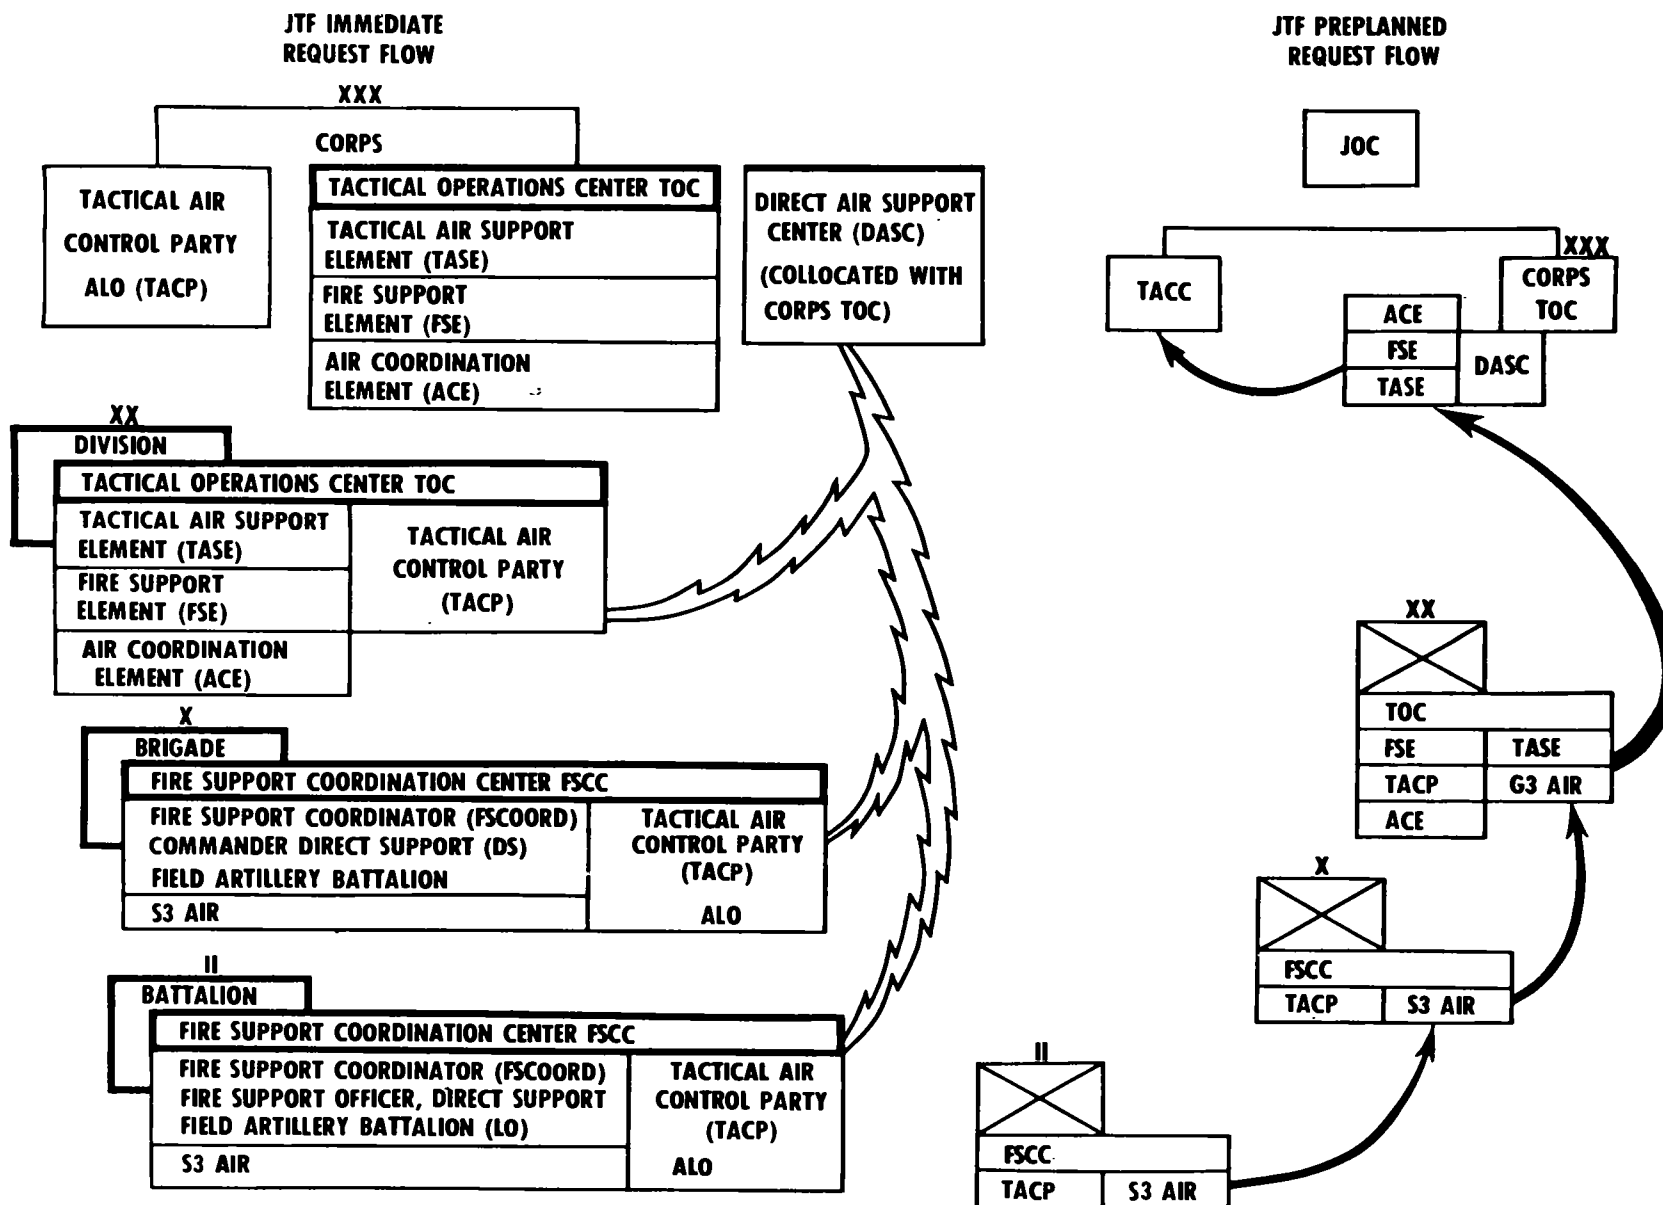 JTF IMMEDIATE
REQUEST FLOW
XXX
CORPS
TACTICAL AIR
CONTROL PARTY
ALO (TACP)
TACTICAL OPERATIONS CENTER TOC
TACTICAL AIR SUPPORT
ELEMENT (TASE)
FIRE SUPPORT
ELEMENT (FSE)
AIR COORDINATION
ELEMENT (ACE)
DIRECT AIR SUPPORT
CENTER (DASC)
(COLLOCATED WITH
CORPS TOC)
XX
DIVISION
TACTICAL OPERATIONS CENTER TOC
TACTICAL AIR SUPPORT
ELEMENT (TASE)
FIRE SUPPORT
ELEMENT (FSE)
AIR COORDINATION
ELEMENT (ACE)
TACTICAL AIR
CONTROL PARTY
(TACP)
X
BRIGADE
FIRE SUPPORT COORDINATION CENTER FSCC
FIRE SUPPORT COORDINATOR (FSCOORD)
COMMANDER DIRECT SUPPORT (DS)
FIELD ARTILLERY BATTALION
S3 AIR
TACTICAL AIR
CONTROL PARTY
(TACP)
ALO
II
BATTALION
FIRE SUPPORT COORDINATION CENTER FSCC
FIRE SUPPORT COORDINATOR (FSCOORD)
FIRE SUPPORT OFFICER, DIRECT SUPPORT
FIELD ARTILLERY BATTALION (LO)
S3 AIR
TACTICAL AIR
CONTROL PARTY
(TACP)
ALO
JTF PREPLANNED
REQUEST FLOW
JOC
TACC
XXX
CORPS
TOC
ACE
FSE
TASE
DASC
XX
TOC
FSE
TASE
TACP
G3 AIR
ACE
X
FSCC
TACP
S3 AIR
II
FSCC
TACP
S3 AIR